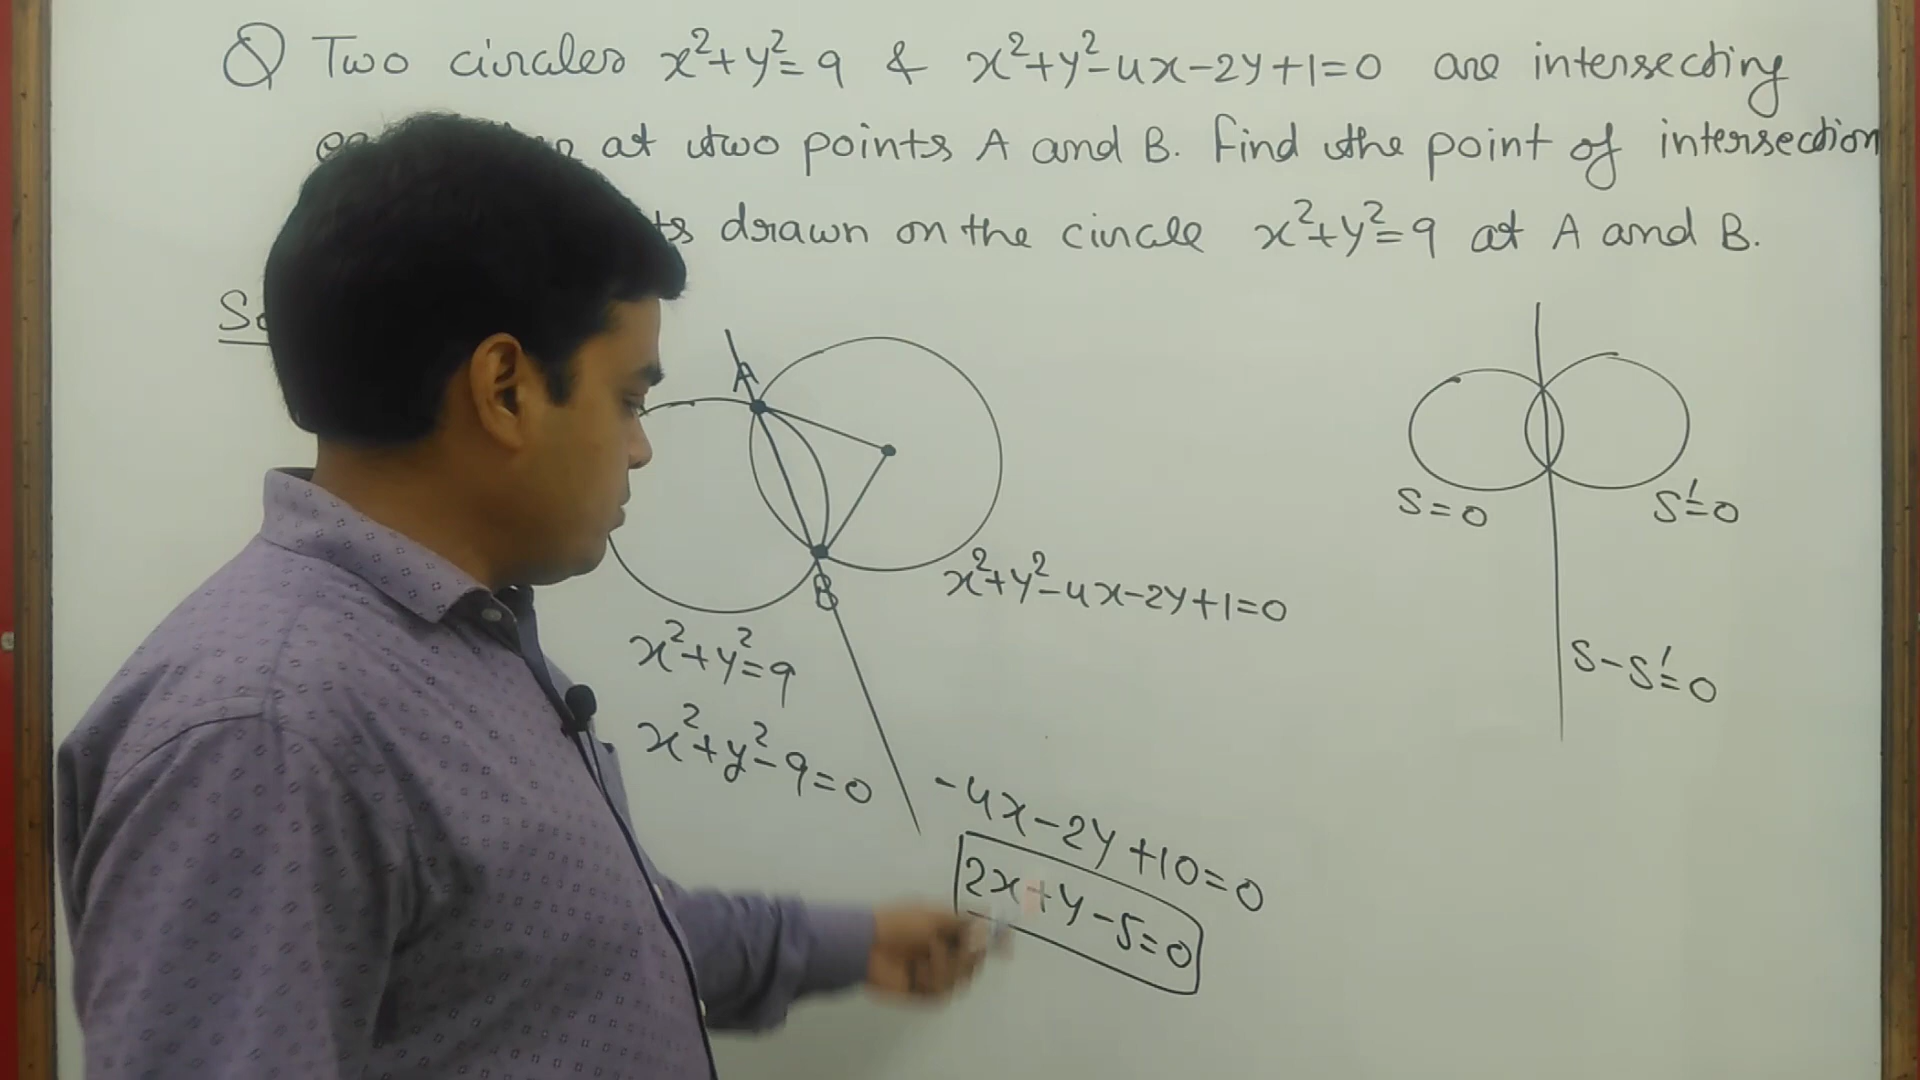 Q Two circles x²+y²=9 & x²+y²-4x-2y+1=0 are intersecting
at two points A and B. Find the point of intersection
drawn on the circle x²+y²=9 at A and B.
A
B
x²+y²-4x-2y+1=0
x²+y²=9
x²+y²-9=0
-4x-2y+10=0
2x+y-5=0
S=0
S'=0
S-S'=0